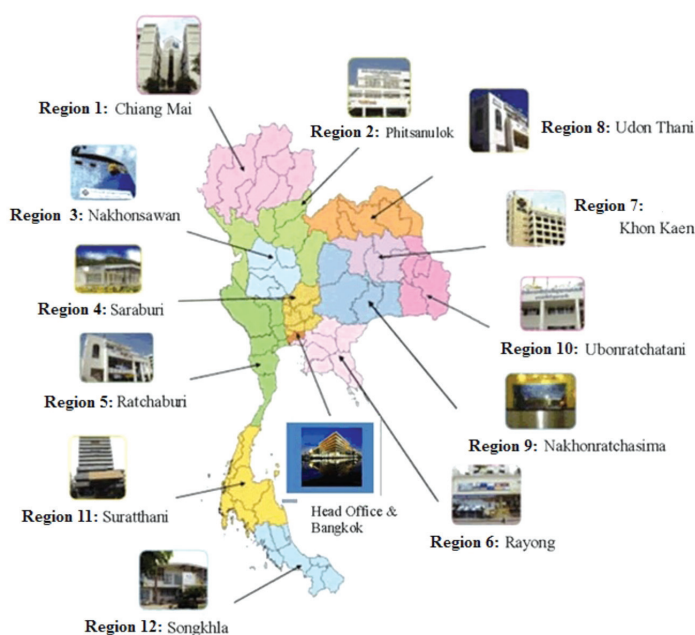 Region 1: Chiang Mai
Region 2: Phitsanulok
Region 8: Udon Thani
Region 3: Nakhonsawan
Region 7:
Khon Kaen
Region 4: Saraburi
Region 10: Ubonratchatani
Region 5: Ratchaburi
Region 9: Nakhonratchasima
Region 11: Suratthani
Head Office &
Bangkok
Region 6: Rayong
Region 12: Songkhla